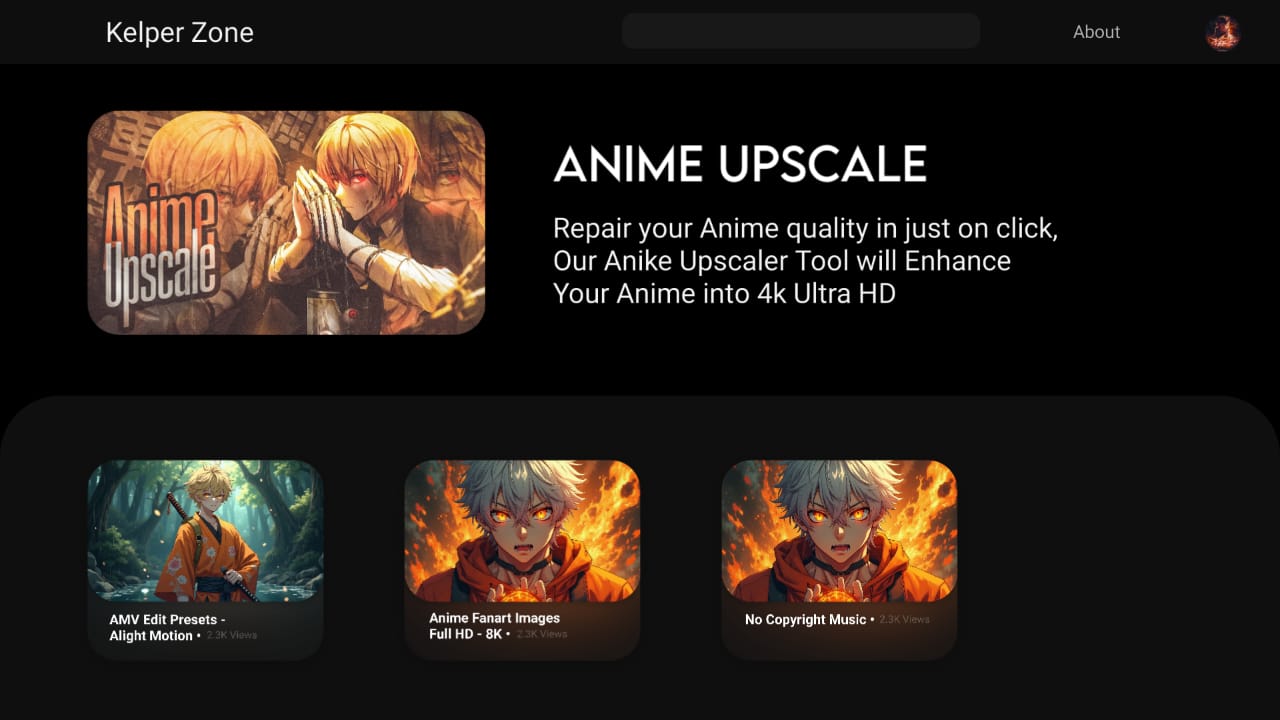 Kelper Zone
About
Anime
Upscale
ANIME UPSCALE
Repair your Anime quality in just on click,
Our Anike Upscaler Tool will Enhance
Your Anime into 4k Ultra HD
AMV Edit Presets -
Alight Motion • 2.3K Views
Anime Fanart Images
Full HD - 8K • 2.3K Views
No Copyright Music • 2.3K Views